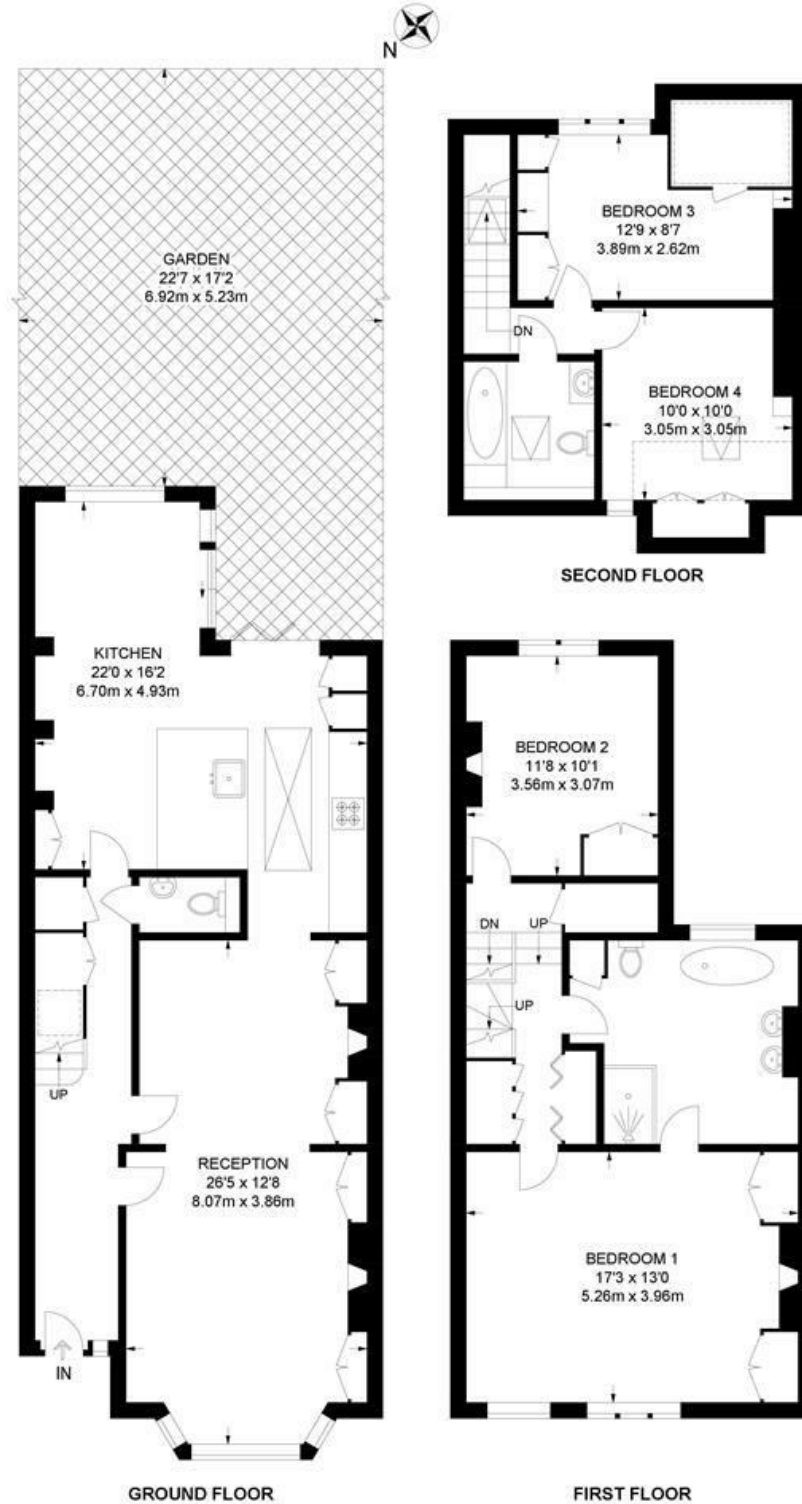 N
GARDEN
22'7 x 17'2
6.92m x 5.23m
KITCHEN
22'0 x 16'2
6.70m x 4.93m
UP
RECEPTION
26'5 x 12'8
8.07m x 3.86m
IN
GROUND FLOOR
BEDROOM 3
12'9 x 8'7
3.89m x 2.62m
DN
BEDROOM 4
10'0 x 10'0
3.05m x 3.05m
SECOND FLOOR
BEDROOM 2
11'8 x 10'1
3.56m x 3.07m
DN
UP
UP
BEDROOM 1
17'3 x 13'0
5.26m x 3.96m
FIRST FLOOR